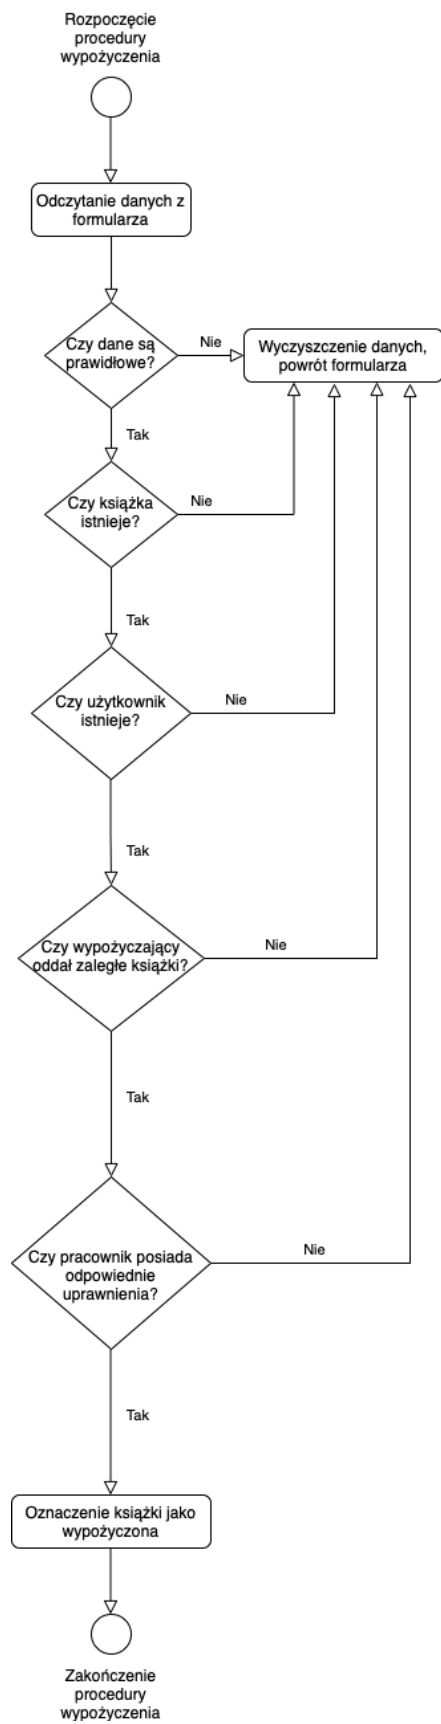 Rozpoczęcie
procedury
wypożyczenia
Odczytanie danych z
formularza
Czy dane są
prawidłowe?
Nie
Wyczyszczenie danych,
powrót formularza
Tak
Czy książka
istnieje?
Nie
Tak
Czy użytkownik
istnieje?
Nie
Tak
Czy wypożyczający
oddał zaległe książki?
Nie
Tak
Czy pracownik posiada
odpowiednie
uprawnienia?
Nie
Tak
Oznaczenie książki jako
wypożyczona
Zakończenie
procedury
wypożyczenia